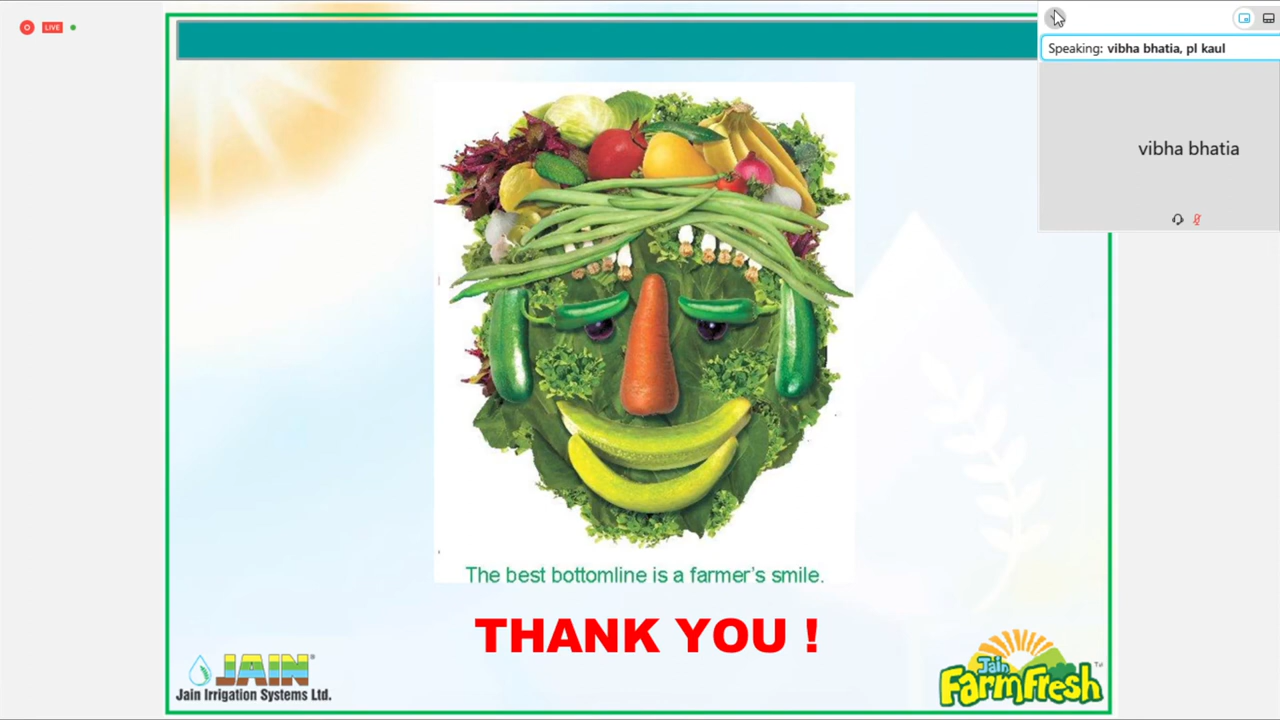 LIVE
Speaking: vibha bhatia, pl kaul
vibha bhatia
The best bottomline is a farmer's smile.
THANK YOU !
JAIN®
Jain Irrigation Systems Ltd.
Jain
FarmFresh™